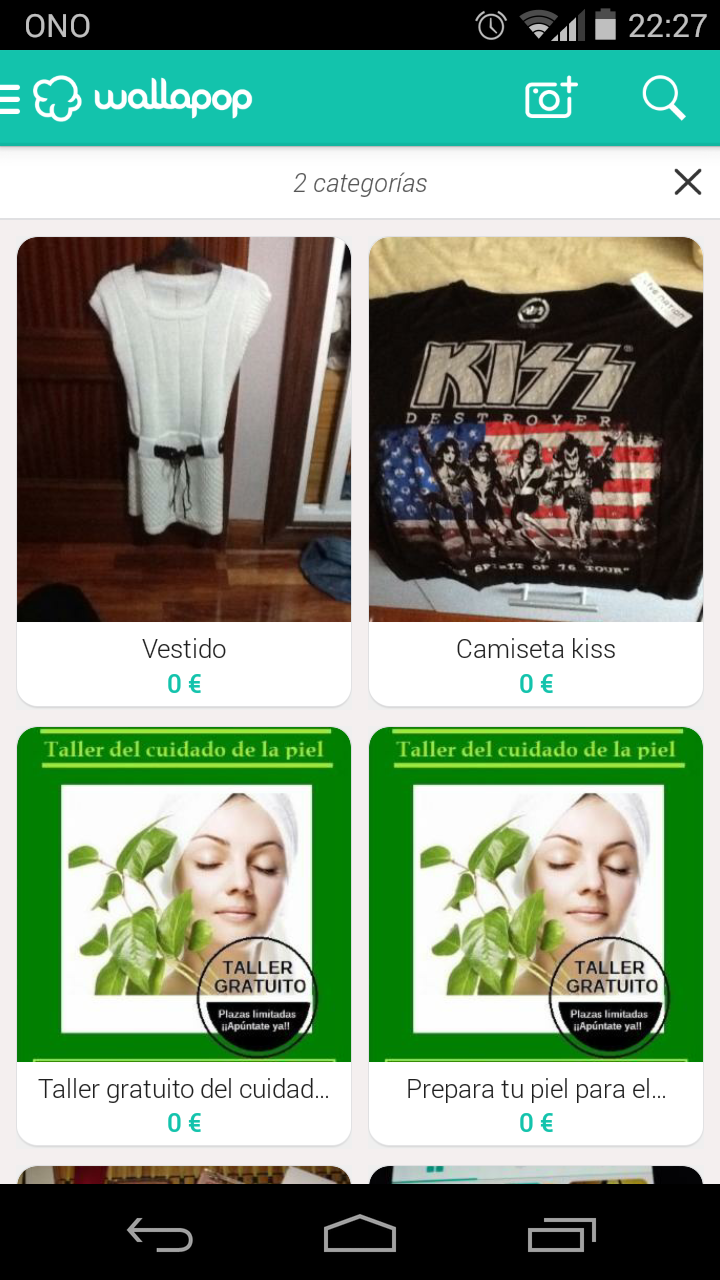 ONO 22:27
wallapop
2 categorías
KISS
DESTROYER
SPIRIT OF 76 TOUR"
Vestido
0 €
Camiseta kiss
0 €
Taller del cuidado de la piel
TALLER
GRATUITO
Plazas limitadas
¡¡Apúntate ya!!
Taller gratuito del cuidad...
0 €
Taller del cuidado de la piel
TALLER
GRATUITO
Plazas limitadas
¡¡Apúntate ya!!
Prepara tu piel para el...
0 €